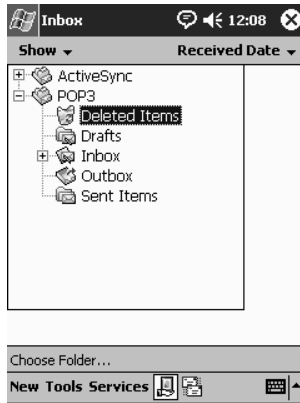 Inbox 12:08
Show Received Date
ActiveSync
POP3
Deleted Items
Drafts
Inbox
Outbox
Sent Items
Choose Folder...
New Tools Services